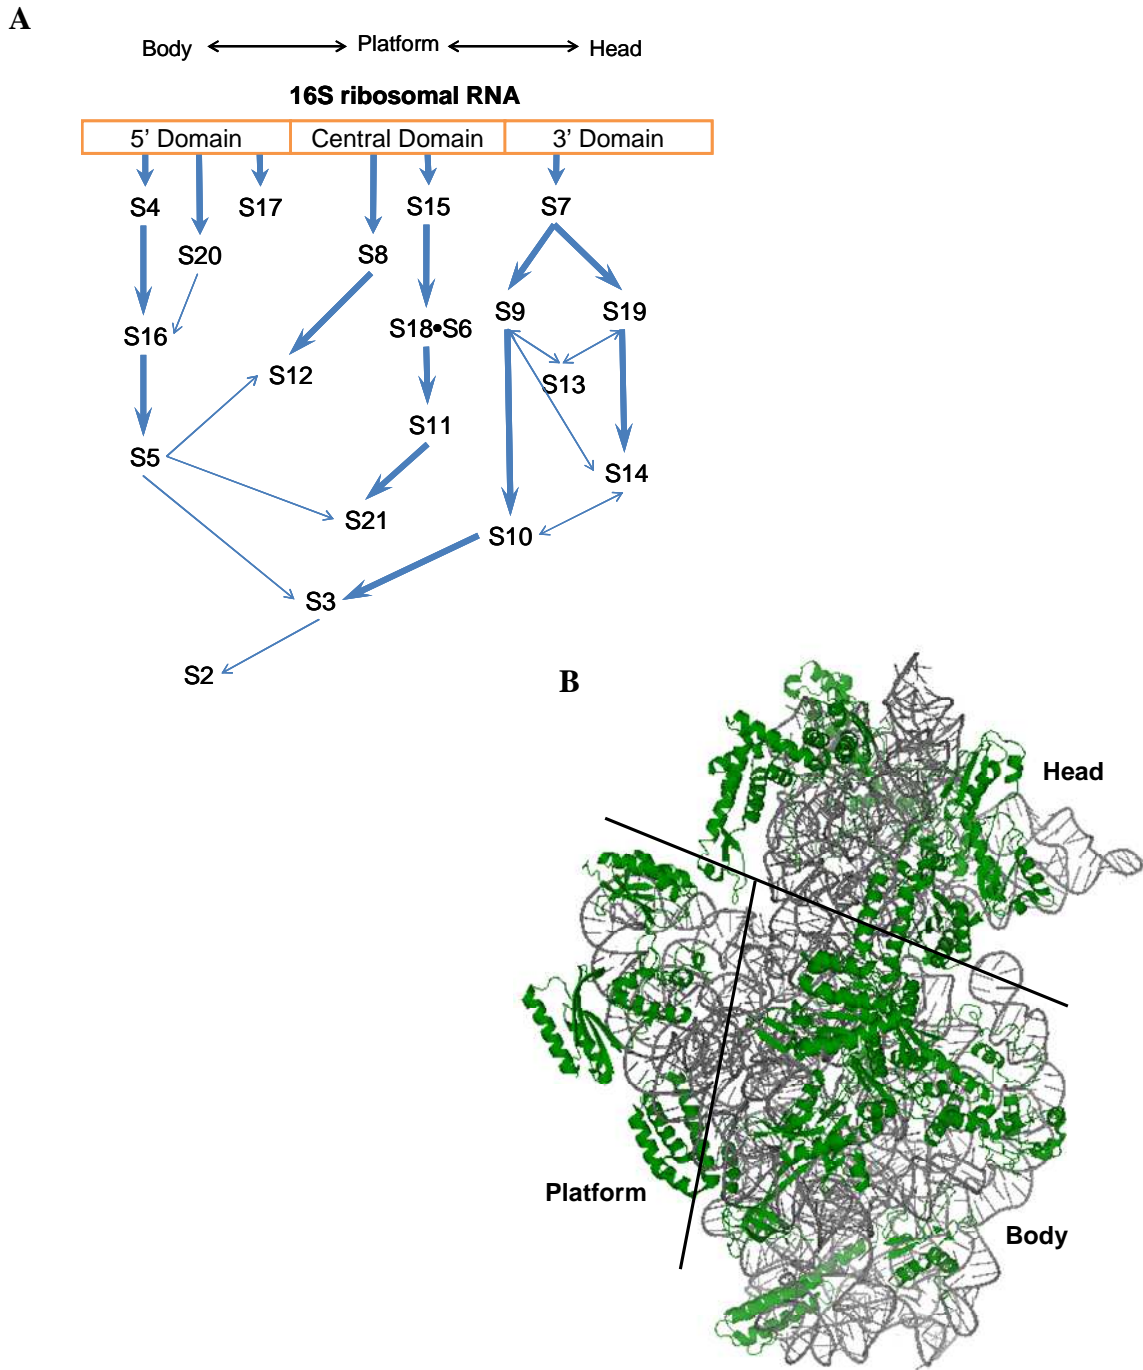 A
Body Platform Head
16S ribosomal RNA
5’ Domain Central Domain 3’ Domain
S4 S17 S15 S7
S20 S8
S16 S18•S6 S9 S19
S12 S13
S5 S11 S14
S21 S10
S3
S2
B
Head
Platform
Body